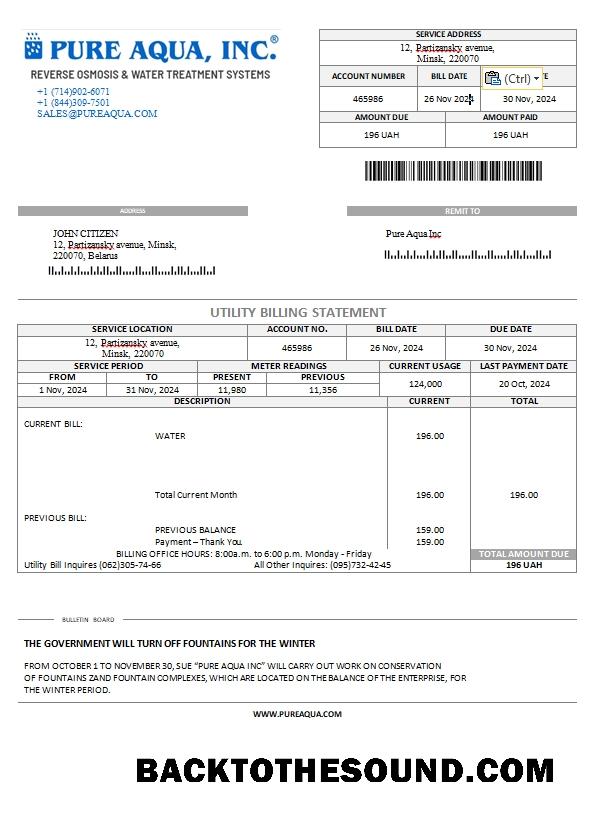 PURE AQUA, INC.®
REVERSE OSMOSIS & WATER TREATMENT SYSTEMS
+1 (714)902-6071
+1 (844)309-7501
SALES@PUREAQUA.COM
SERVICE ADDRESS
12, Partizansky avenue,
Minsk, 220070
ACCOUNT NUMBER BILL DATE TE
(Ctrl)
465986 26 Nov 2024 30 Nov, 2024
AMOUNT DUE AMOUNT PAID
196 UAH 196 UAH
ADDRESS REMIT TO
JOHN CITIZEN
12, Partizansky avenue, Minsk,
220070, Belarus
Pure Aqua Inc
UTILITY BILLING STATEMENT
SERVICE LOCATION ACCOUNT NO. BILL DATE DUE DATE
12, Partizansky avenue,
Minsk, 220070
465986 26 Nov, 2024 30 Nov, 2024
SERVICE PERIOD METER READINGS CURRENT USAGE LAST PAYMENT DATE
FROM TO PRESENT PREVIOUS
124,000 20 Oct, 2024
1 Nov, 2024 31 Nov, 2024 11,980 11,356
DESCRIPTION CURRENT TOTAL
CURRENT BILL:
WATER 196.00
Total Current Month 196.00 196.00
PREVIOUS BILL:
PREVIOUS BALANCE 159.00
Payment – Thank You 159.00
BILLING OFFICE HOURS: 8:00a.m. to 6:00 p.m. Monday - Friday TOTAL AMOUNT DUE
Utility Bill Inquires (062)305-74-66 All Other Inquires: (095)732-42-45 196 UAH
BULLETIN BOARD
THE GOVERNMENT WILL TURN OFF FOUNTAINS FOR THE WINTER
FROM OCTOBER 1 TO NOVEMBER 30, SUE “PURE AQUA INC” WILL CARRY OUT WORK ON CONSERVATION
OF FOUNTAINS ZAND FOUNTAIN COMPLEXES, WHICH ARE LOCATED ON THE BALANCE OF THE ENTERPRISE, FOR
THE WINTER PERIOD.
WWW.PUREAQUA.COM
BACKTOTHESOUND.COM